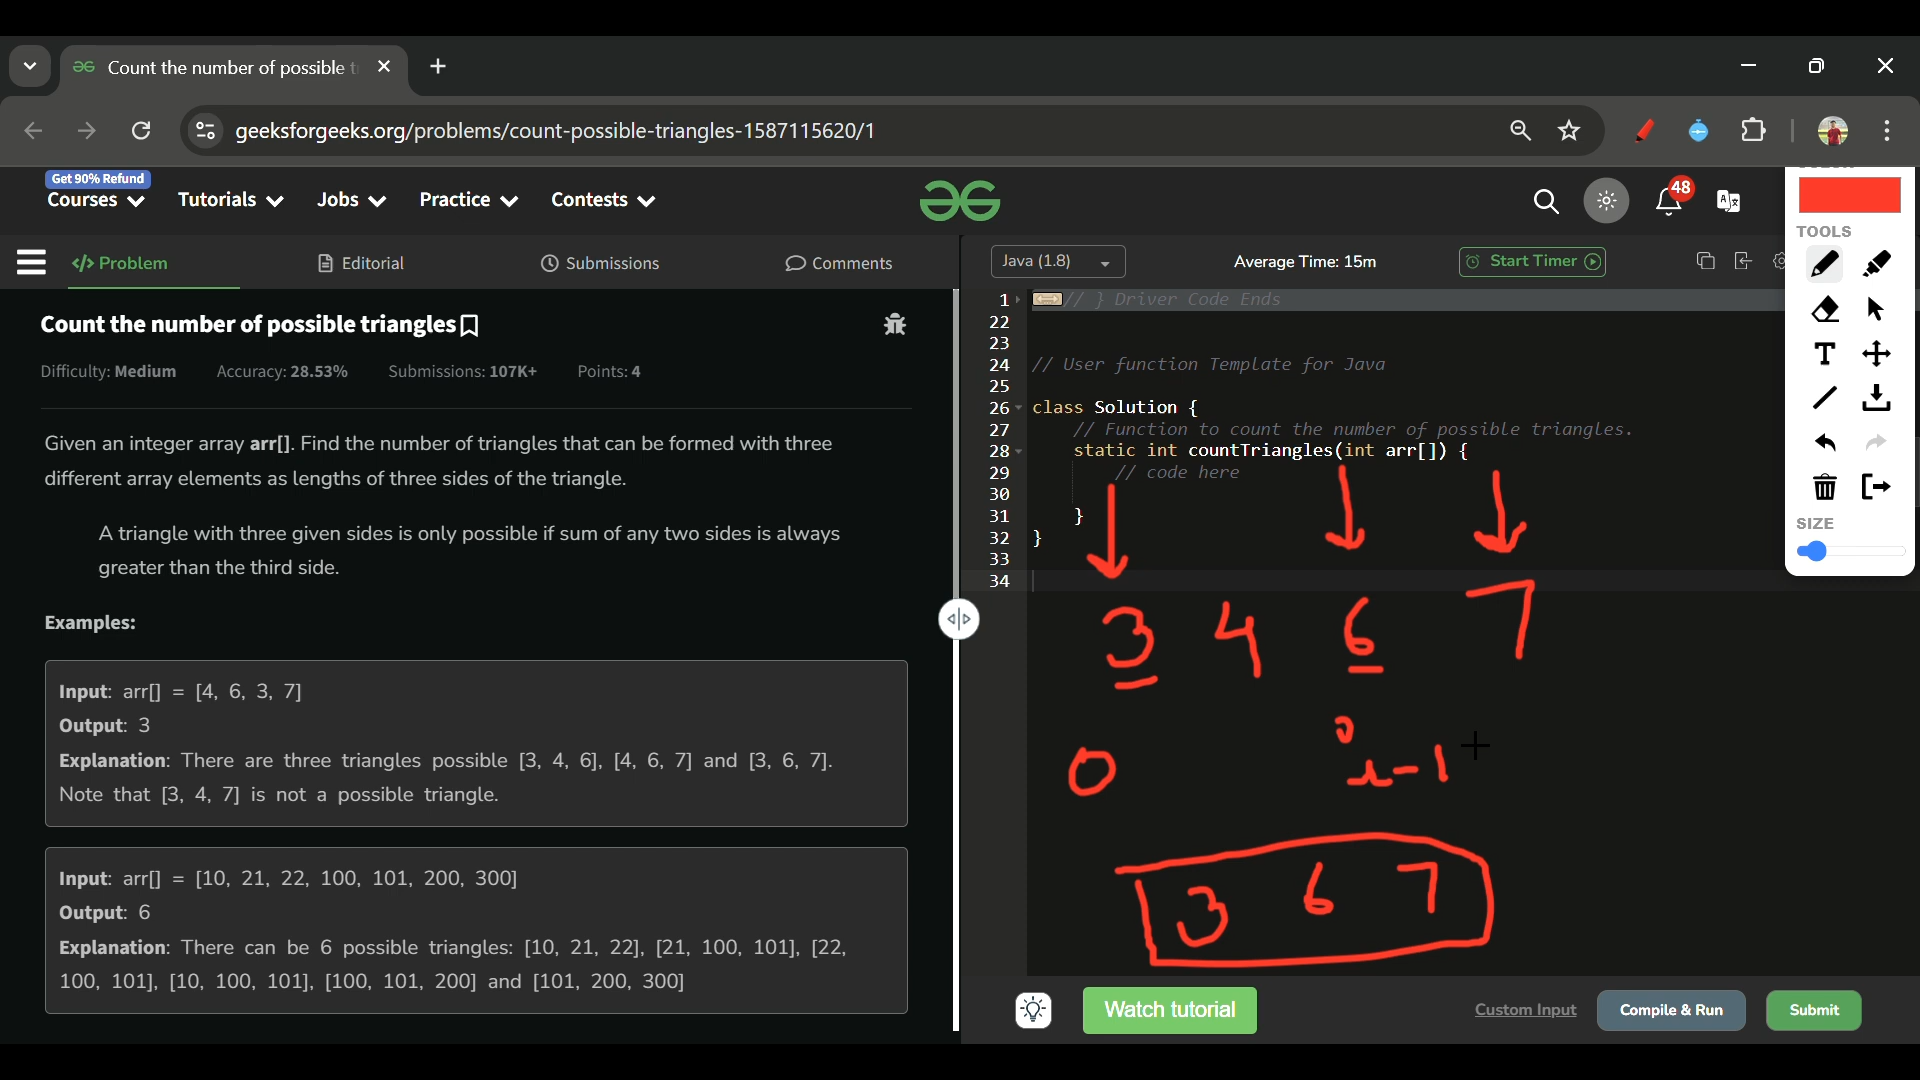 Count the number of possible t
geeksforgeeks.org/problems/count-possible-triangles-1587115620/1
Get 90% Refund
Courses
Tutorials
Jobs
Practice
Contests
48
TOOLS
T
SIZE
</> Problem
Editorial
Submissions
Comments
Java (1.8)
Average Time: 15m
Start Timer
Count the number of possible triangles
Difficulty: Medium Accuracy: 28.53% Submissions: 107K+ Points: 4
Given an integer array arr[]. Find the number of triangles that can be formed with three
different array elements as lengths of three sides of the triangle.
A triangle with three given sides is only possible if sum of any two sides is always
greater than the third side.
Examples:
Input: arr[] = [4, 6, 3, 7]
Output: 3
Explanation: There are three triangles possible [3, 4, 6], [4, 6, 7] and [3, 6, 7].
Note that [3, 4, 7] is not a possible triangle.
Input: arr[] = [10, 21, 22, 100, 101, 200, 300]
Output: 6
Explanation: There can be 6 possible triangles: [10, 21, 22], [21, 100, 101], [22,
100, 101], [10, 100, 101], [100, 101, 200] and [101, 200, 300]
1 // } Driver Code Ends
22
23
24 // User function Template for Java
25
26 class Solution {
27 // Function to count the number of possible triangles.
28 static int countTriangles(int arr[]) {
29 // code here
30
31 }
32 }
33
34
3 4 6 7
0 i-1
3 6 7
Watch tutorial
Custom Input
Compile & Run
Submit